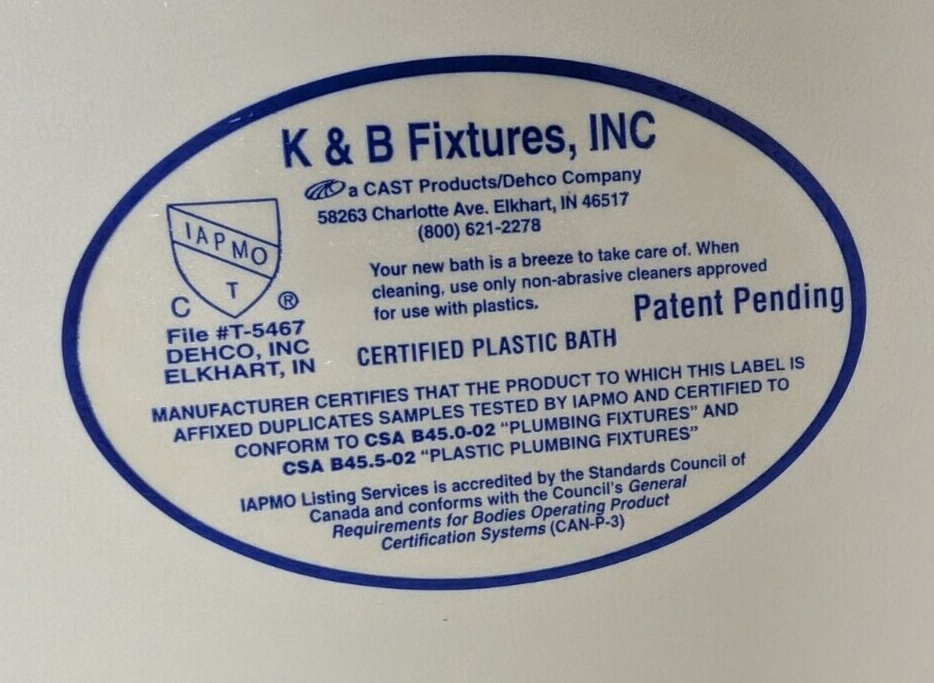 K & B Fixtures, INC
a CAST Products/Dehco Company
58263 Charlotte Ave. Elkhart, IN 46517
(800) 621-2278
IAPMO
C T ®
File #T-5467
DEHCO, INC
ELKHART, IN
Your new bath is a breeze to take care of. When
cleaning, use only non-abrasive cleaners approved
for use with plastics.
Patent Pending
CERTIFIED PLASTIC BATH
MANUFACTURER CERTIFIES THAT THE PRODUCT TO WHICH THIS LABEL IS
AFFIXED DUPLICATES SAMPLES TESTED BY IAPMO AND CERTIFIED TO
CONFORM TO CSA B45.0-02 “PLUMBING FIXTURES” AND
CSA B45.5-02 “PLASTIC PLUMBING FIXTURES”
IAPMO Listing Services is accredited by the Standards Council of
Canada and conforms with the Council's General
Requirements for Bodies Operating Product
Certification Systems (CAN-P-3)